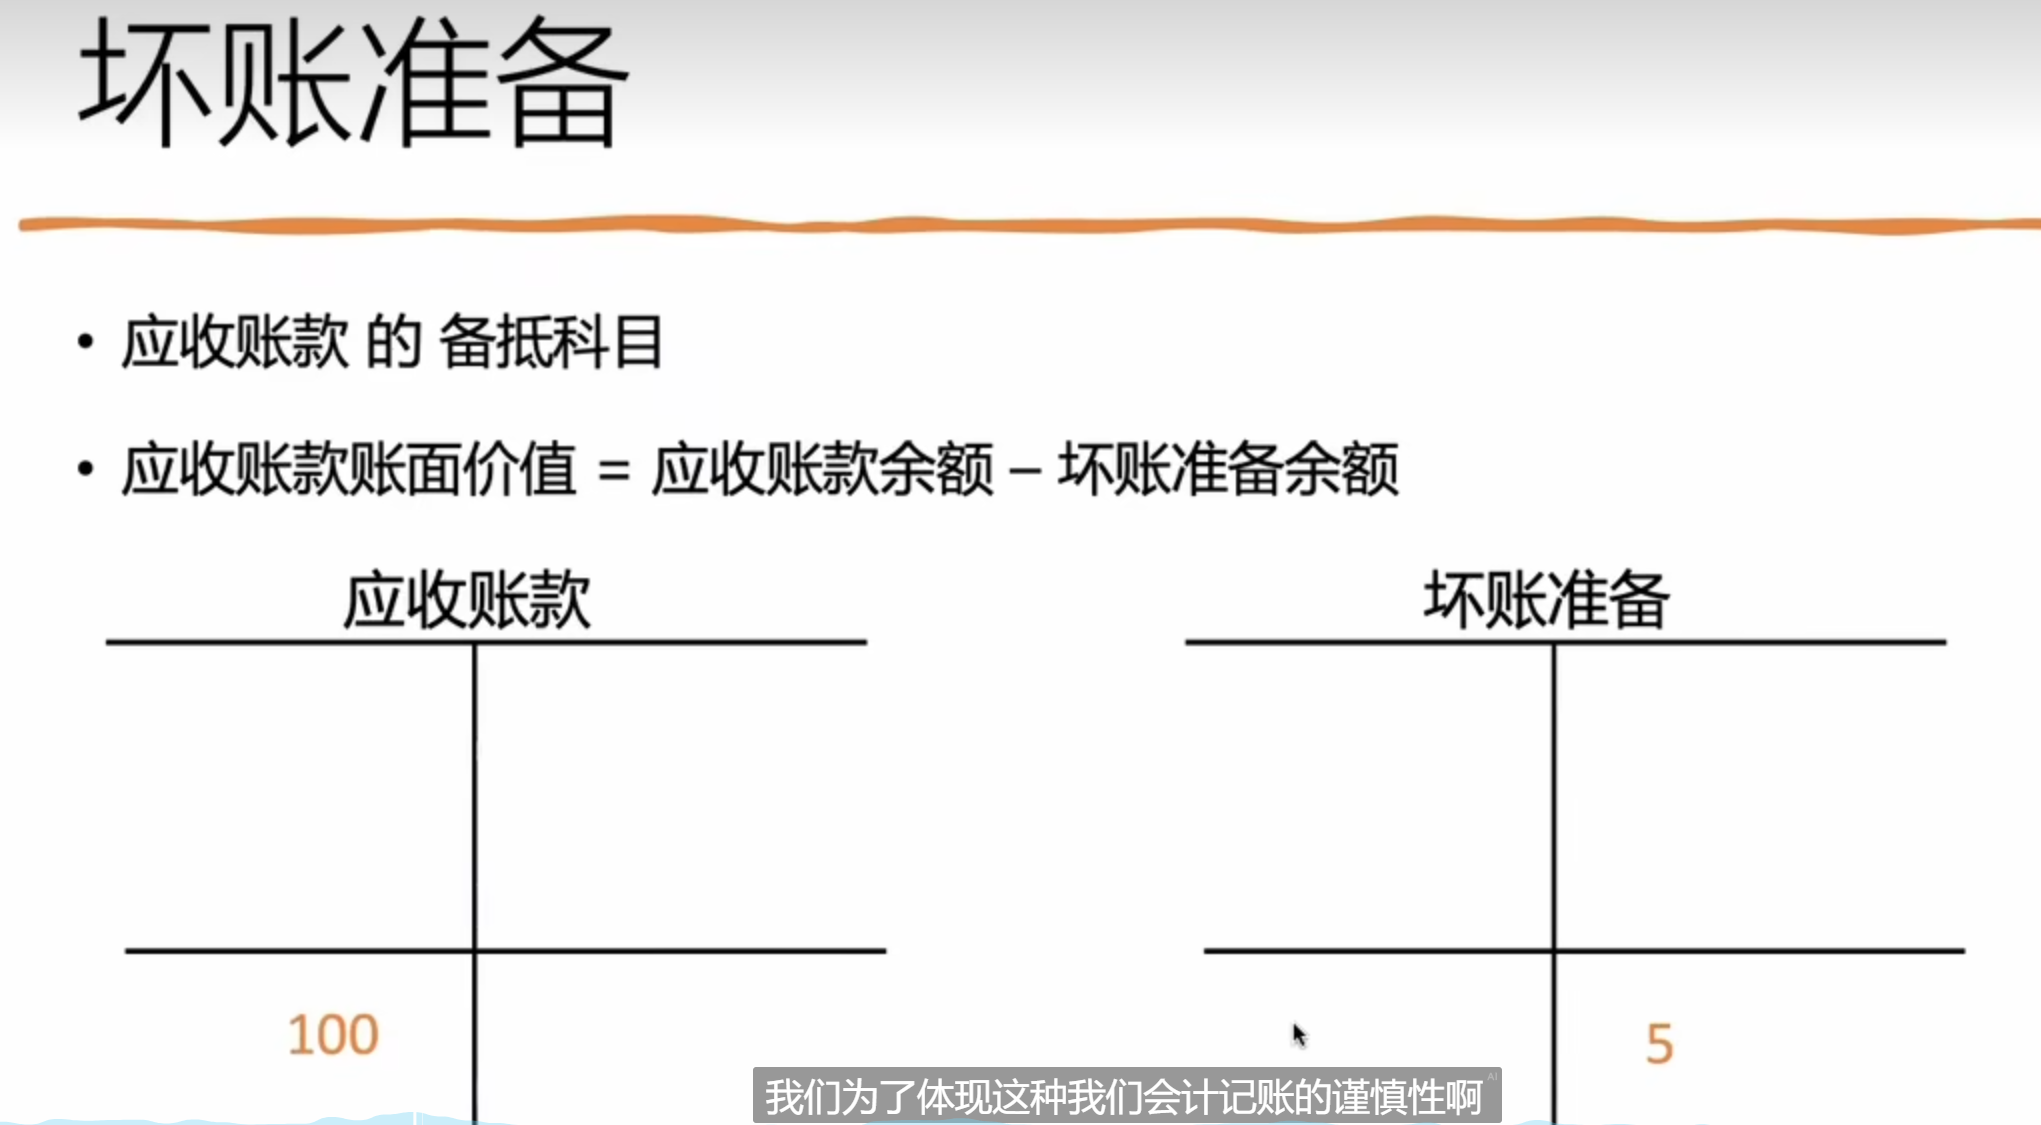 坏账准备
• 应收账款 的 备抵科目
• 应收账款账面价值 = 应收账款余额 – 坏账准备余额
应收账款
坏账准备
100
5
我们为了体现这种我们会计记账的谨慎性啊
AI